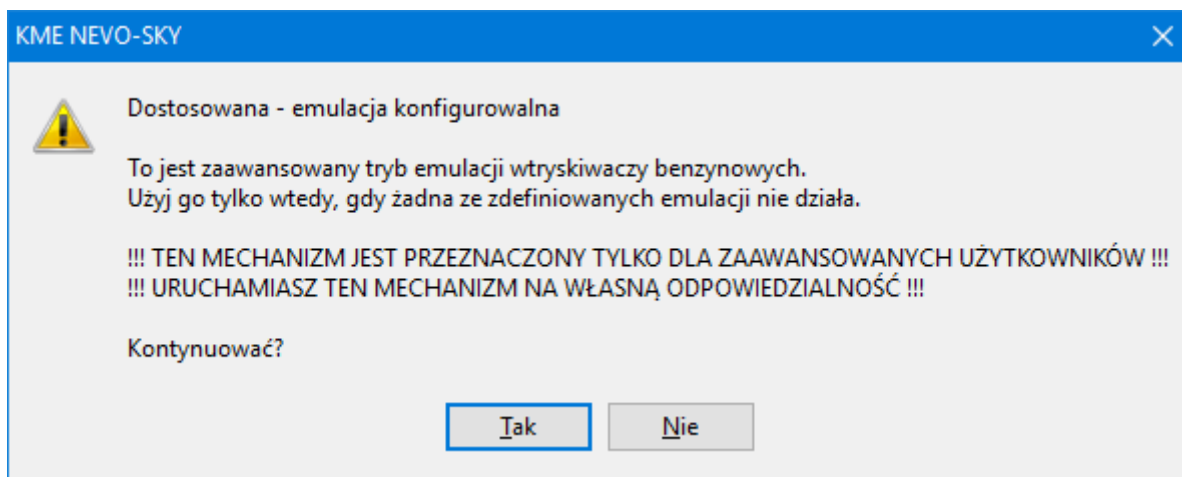 KME NEVO-SKY
Dostosowana - emulacja konfigurowalna
To jest zaawansowany tryb emulacji wtryskiwaczy benzynowych.
Użyj go tylko wtedy, gdy żadna ze zdefiniowanych emulacji nie działa.
!!! TEN MECHANIZM JEST PRZEZNACZONY TYLKO DLA ZAAWANSOWANYCH UŻYTKOWNIKÓW !!!
!!! URUCHAMIASZ TEN MECHANIZM NA WŁASNĄ ODPOWIEDZIALNOŚĆ !!!
Kontynuować?
Tak Nie